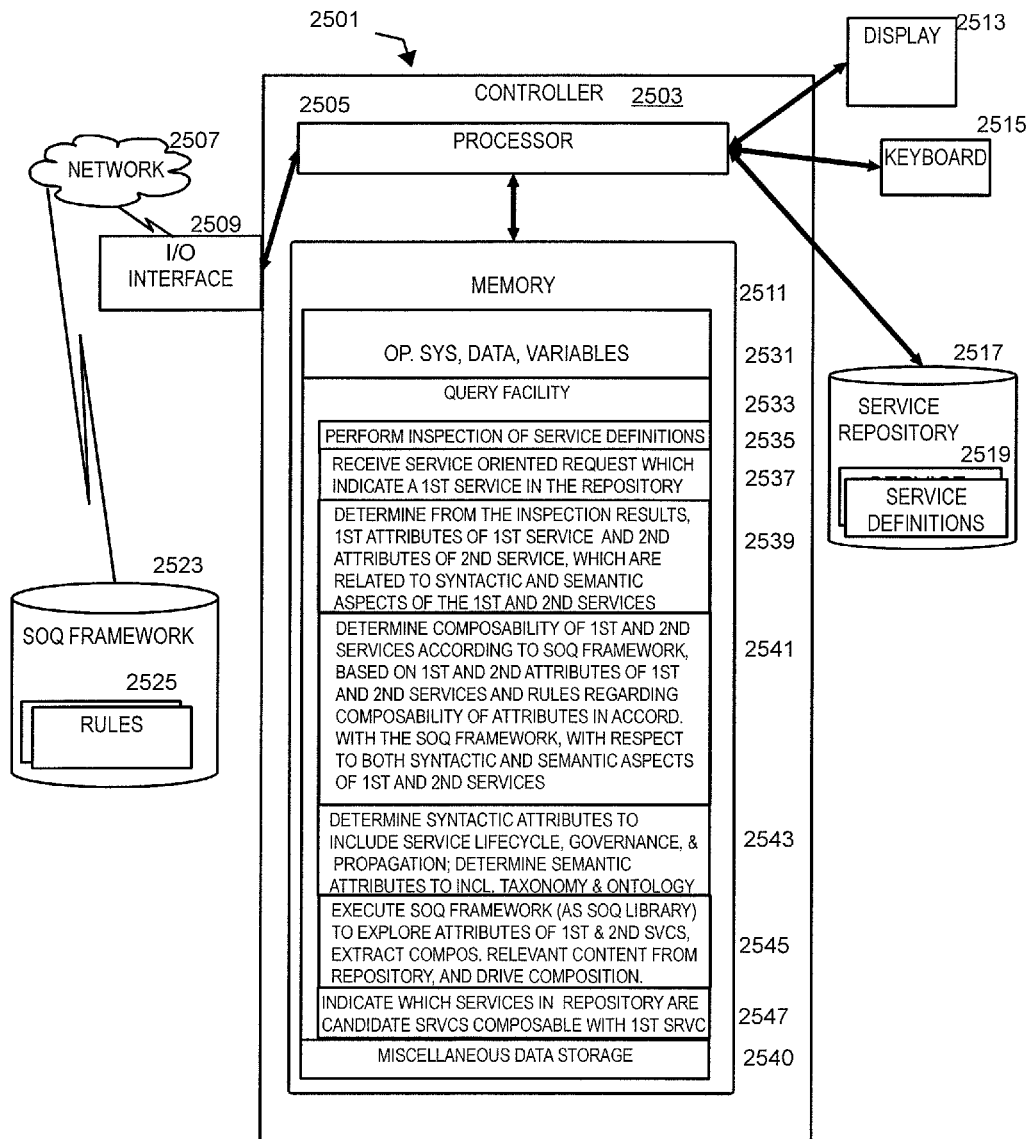 2501
DISPLAY
2513
CONTROLLER 2503
2505
PROCESSOR
2515
KEYBOARD
2507
NETWORK
2509
I/O
INTERFACE
MEMORY
2511
OP. SYS, DATA, VARIABLES
2531
QUERY FACILITY
2533
PERFORM INSPECTION OF SERVICE DEFINITIONS
2535
RECEIVE SERVICE ORIENTED REQUEST WHICH
INDICATE A 1ST SERVICE IN THE REPOSITORY
2537
DETERMINE FROM THE INSPECTION RESULTS,
1ST ATTRIBUTES OF 1ST SERVICE AND 2ND
ATTRIBUTES OF 2ND SERVICE, WHICH ARE
RELATED TO SYNTACTIC AND SEMANTIC
ASPECTS OF THE 1ST AND 2ND SERVICES
2539
DETERMINE COMPOSABILITY OF 1ST AND 2ND
SERVICES ACCORDING TO SOQ FRAMEWORK,
BASED ON 1ST AND 2ND ATTRIBUTES OF 1ST
AND 2ND SERVICES AND RULES REGARDING
COMPOSABILITY OF ATTRIBUTES IN ACCORD.
WITH THE SOQ FRAMEWORK, WITH RESPECT
TO BOTH SYNTACTIC AND SEMANTIC ASPECTS
OF 1ST AND 2ND SERVICES
2541
DETERMINE SYNTACTIC ATTRIBUTES TO
INCLUDE SERVICE LIFECYCLE, GOVERNANCE, &
PROPAGATION; DETERMINE SEMANTIC
ATTRIBUTES TO INCL. TAXONOMY & ONTOLOGY
2543
EXECUTE SOQ FRAMEWORK (AS SOQ LIBRARY)
TO EXPLORE ATTRIBUTES OF 1ST & 2ND SVCS,
EXTRACT COMPOS. RELEVANT CONTENT FROM
REPOSITORY, AND DRIVE COMPOSITION.
2545
INDICATE WHICH SERVICES IN REPOSITORY ARE
CANDIDATE SRVCS COMPOSABLE WITH 1ST SRVC
2547
MISCELLANEOUS DATA STORAGE
2540
2517
SERVICE
REPOSITORY
2519
SERVICE
SERVICE
DEFINITIONS
2523
SOQ FRAMEWORK
2525
RULES